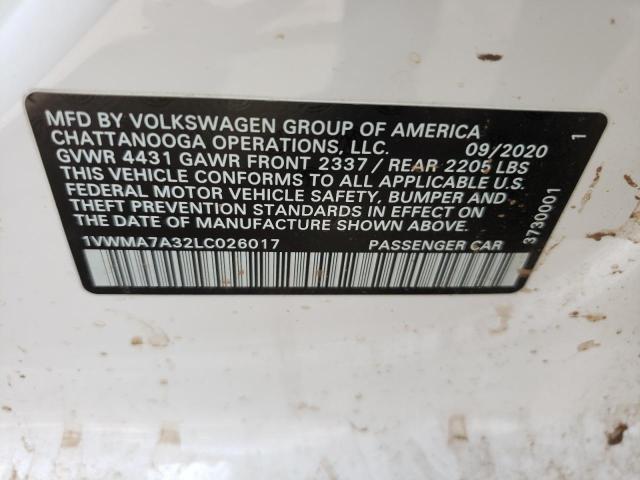 MFD BY VOLKSWAGEN GROUP OF AMERICA
CHATTANOOGA OPERATIONS, LLC. 09/2020
GVWR 4431 GAWR FRONT 2337 / REAR 2205 LBS
THIS VEHICLE CONFORMS TO ALL APPLICABLE U.S.
FEDERAL MOTOR VEHICLE SAFETY, BUMPER AND
THEFT PREVENTION STANDARDS IN EFFECT ON
THE DATE OF MANUFACTURE SHOWN ABOVE.
1VWMA7A32LC026017 PASSENGER CAR
3730001 1